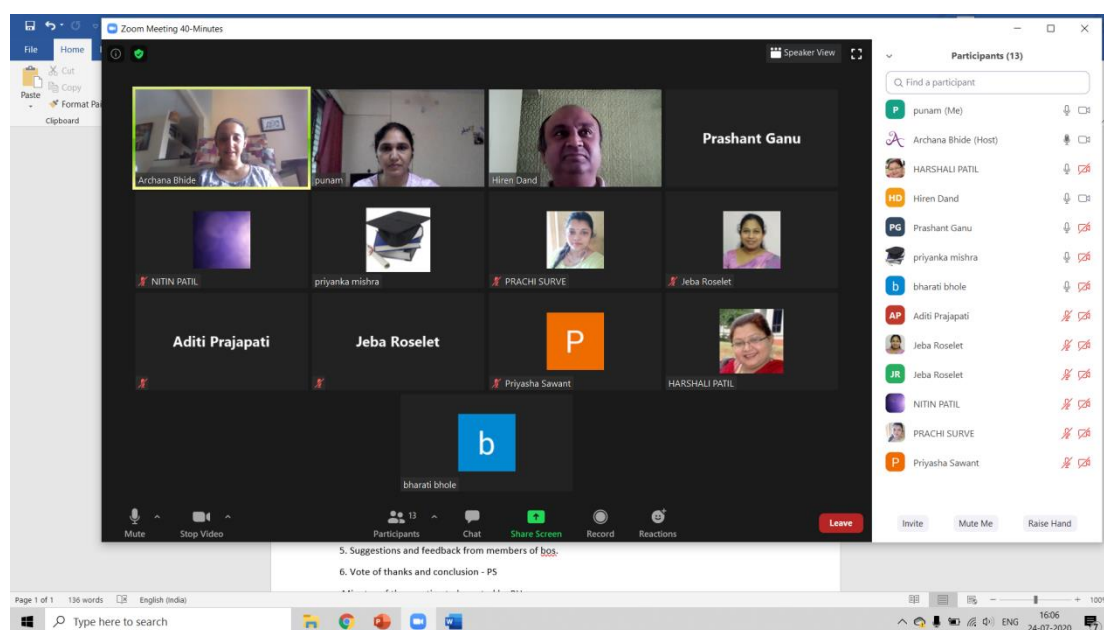 Zoom Meeting 40-Minutes
File
Home
Cut
Copy
Paste
Format Pai
Clipboard
Speaker View
Archana Bhide
punam
Hiren Dand
Prashant Ganu
NITIN PATIL
priyanka mishra
PRACHI SURVE
Jeba Roselet
Aditi Prajapati
Jeba Roselet
P
Priyasha Sawant
HARSHALI PATIL
b
bharati bhole
Mute
Stop Video
13
Participants
Chat
Share Screen
Record
Reactions
Leave
Participants (13)
Find a participant
P punam (Me)
Archana Bhide (Host)
HARSHALI PATIL
HD Hiren Dand
PG Prashant Ganu
priyanka mishra
b bharati bhole
AP Aditi Prajapati
Jeba Roselet
JR Jeba Roselet
NITIN PATIL
PRACHI SURVE
P Priyasha Sawant
Invite
Mute Me
Raise Hand
5. Suggestions and feedback from members of bos.
6. Vote of thanks and conclusion - PS
Page 1 of 1
136 words
English (India)
Type here to search
ENG
16:06
24-07-2020